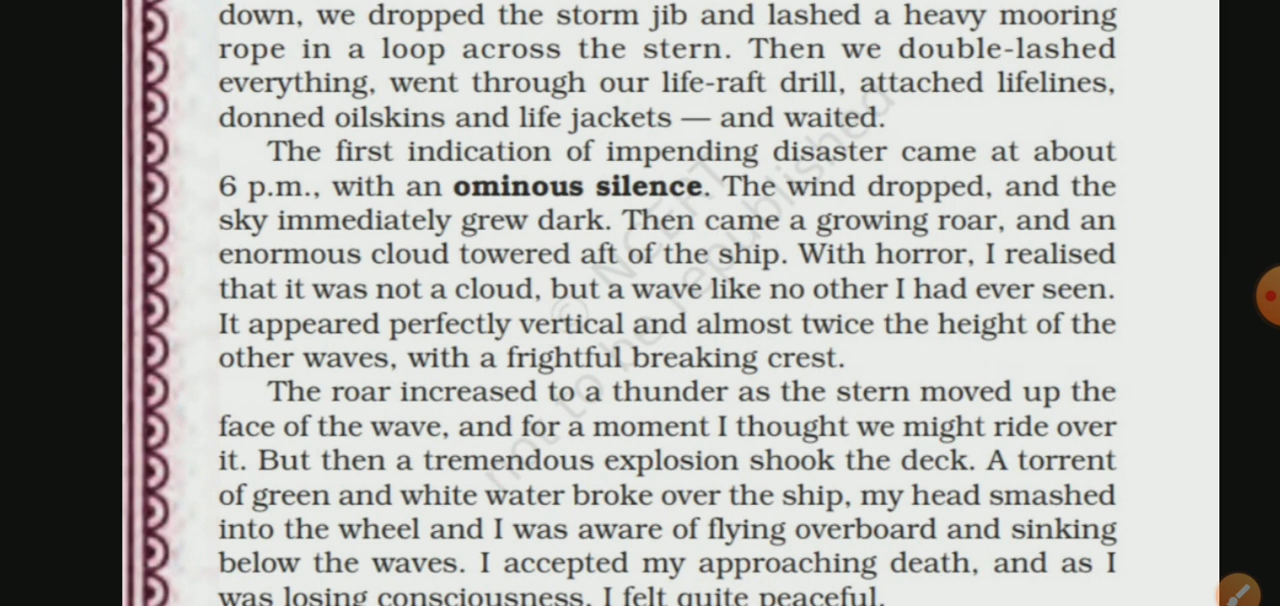 down, we dropped the storm jib and lashed a heavy mooring
rope in a loop across the stern. Then we double-lashed
everything, went through our life-raft drill, attached lifelines,
donned oilskins and life jackets — and waited.
The first indication of impending disaster came at about
6 p.m., with an ominous silence. The wind dropped, and the
sky immediately grew dark. Then came a growing roar, and an
enormous cloud towered aft of the ship. With horror, I realised
that it was not a cloud, but a wave like no other I had ever seen.
It appeared perfectly vertical and almost twice the height of the
other waves, with a frightful breaking crest.
The roar increased to a thunder as the stern moved up the
face of the wave, and for a moment I thought we might ride over
it. But then a tremendous explosion shook the deck. A torrent
of green and white water broke over the ship, my head smashed
into the wheel and I was aware of flying overboard and sinking
below the waves. I accepted my approaching death, and as I
was losing consciousness, I felt quite peaceful.
© NCERT
not to be republished